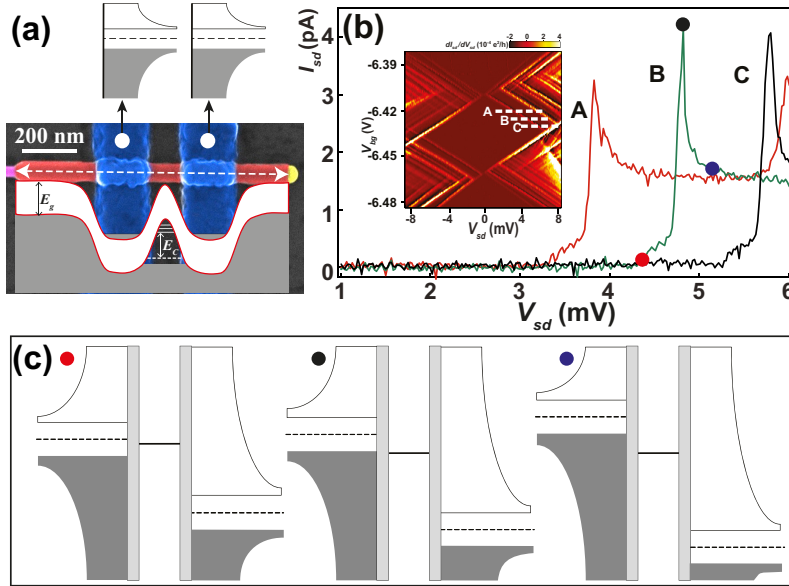 (a)
200 nm
E_g
E_C
(b)
I_sd (pA)
4
3
2
1
0
1 2 3 4 5 6
V_sd (mV)
A
B
C
dI_sd/dV_sd (10⁻⁴ e²/h)
-2 0 2 4
-6.39
-6.42
-6.45
-6.48
V_bg (V)
A
B
C
-8 -4 0 4 8
V_sd (mV)
(c)